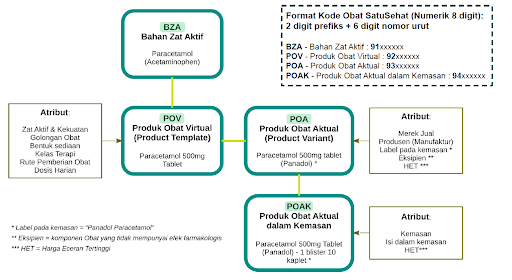 BZA
Bahan Zat Aktif
Paracetamol
(Acetaminophen)
Format Kode Obat SatuSehat (Numerik 8 digit):
2 digit prefiks + 6 digit nomor urut
BZA - Bahan Zat Aktif : 91xxxxxx
POV - Produk Obat Virtual : 92xxxxxx
POA - Produk Obat Aktual : 93xxxxxx
POAK - Produk Obat Aktual dalam Kemasan : 94xxxxxx
Atribut:
Zat Aktif & Kekuatan
Golongan Obat
Bentuk sediaan
Kelas Terapi
Rute Pemberian Obat
Dosis Harian
POV
Produk Obat Virtual
(Product Template)
Paracetamol 500mg
Tablet
POA
Produk Obat Aktual
(Product Variant)
Paracetamol 500mg tablet
(Panadol) *
Atribut:
Merek Jual
Produsen (Manufaktur)
Label pada kemasan *
Eksipien **
HET ***
POAK
Produk Obat Aktual
dalam Kemasan
Paracetamol 500mg Tablet
(Panadol) - 1 blister 10
kaplet *
Atribut:
Kemasan
Isi dalam kemasan
HET***
* Label pada kemasan = "Panadol Paracetamol"
** Eksipien = komponen Obat yang tidak mempunyai efek farmakologis
*** HET = Harga Eceran Tertinggi